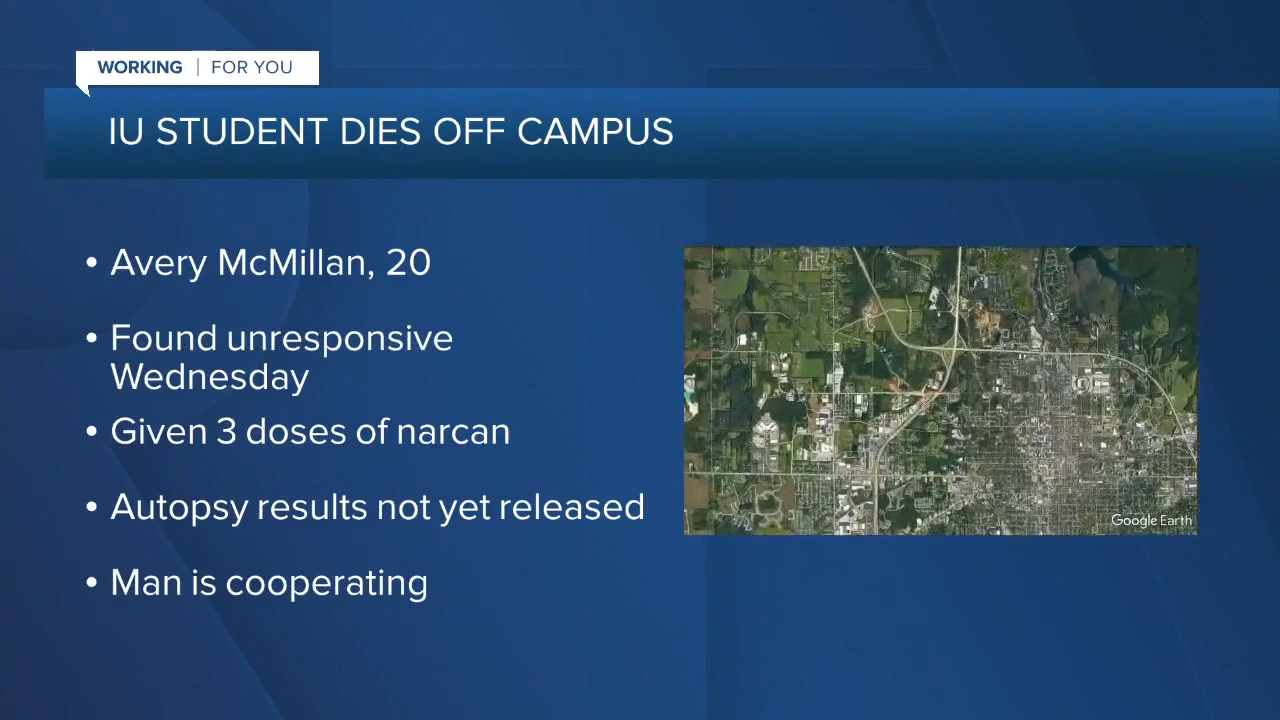 WORKING | FOR YOU
IU STUDENT DIES OFF CAMPUS
• Avery McMillan, 20
• Found unresponsive
Wednesday
• Given 3 doses of narcan
• Autopsy results not yet released
• Man is cooperating
Google Earth